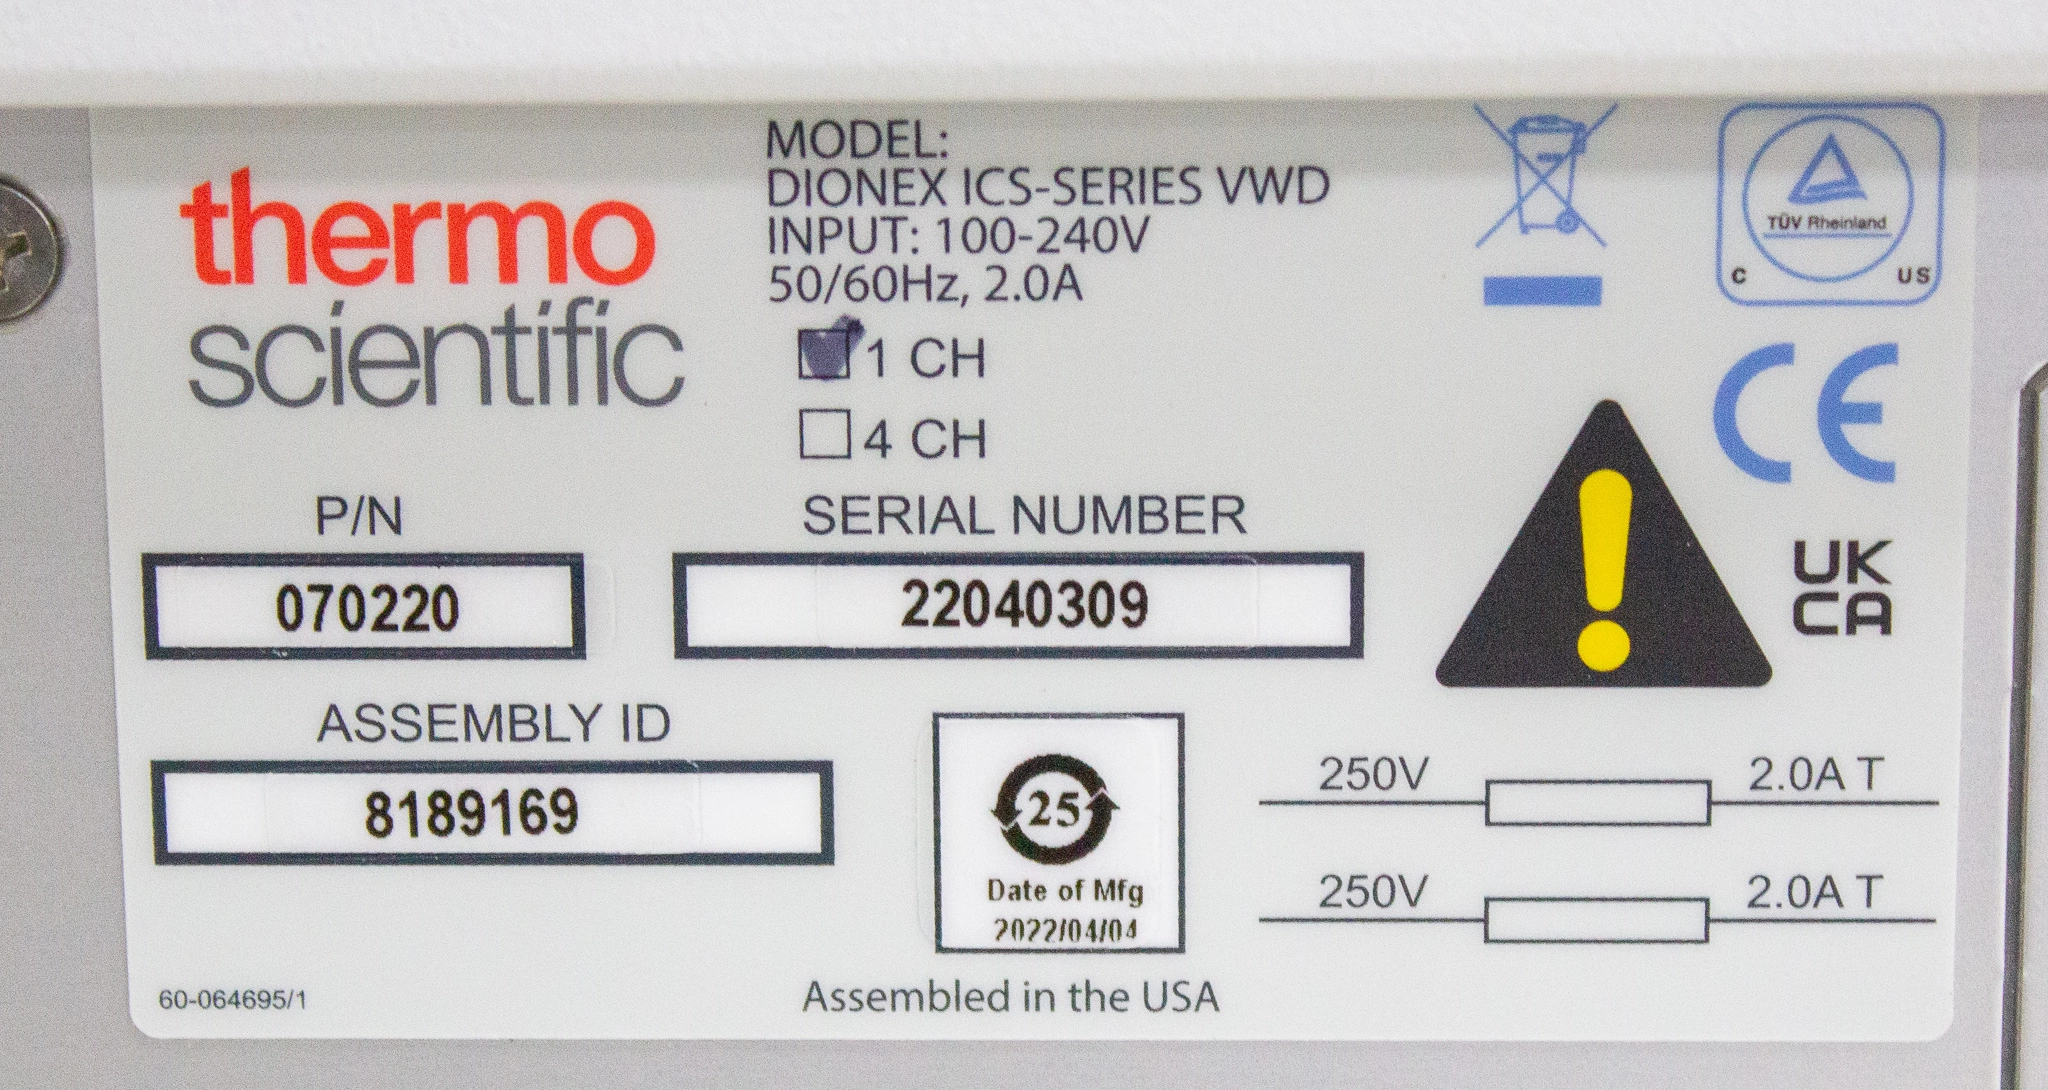 thermo
scientific
MODEL:
DIONEX ICS-SERIES VWD
INPUT: 100-240V
50/60Hz, 2.0A
1 CH
4 CH
TÜV Rheinland
C US
CE
UK
CA
P/N
070220
SERIAL NUMBER
22040309
ASSEMBLY ID
8189169
25
Date of Mfg
2022/04/04
250V 2.0A T
250V 2.0A T
60-064695/1
Assembled in the USA